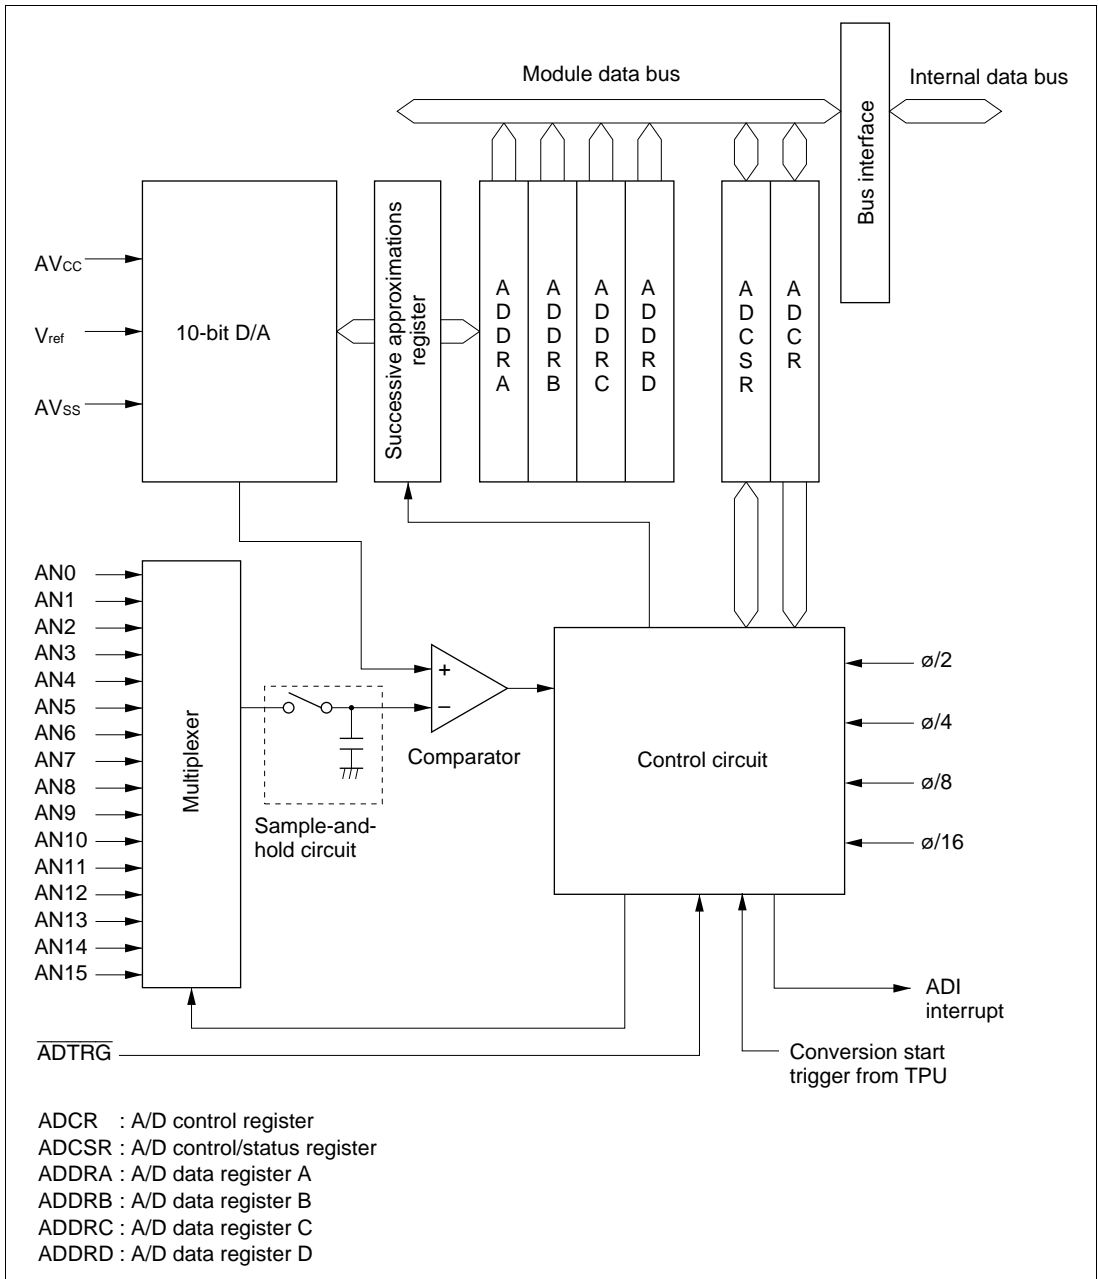 Module data bus
Internal data bus
Bus interface
AVCC
Vref
AVSS
10-bit D/A
Successive approximations
register
ADDRA
ADDRB
ADDRC
ADDRD
ADCSR
ADCR
AN0
AN1
AN2
AN3
AN4
AN5
AN6
AN7
AN8
AN9
AN10
AN11
AN12
AN13
AN14
AN15
Multiplexer
+
−
Comparator
Sample-and-
hold circuit
Control circuit
ø/2
ø/4
ø/8
ø/16
ADI
interrupt
ADTRG
Conversion start
trigger from TPU
ADCR : A/D control register
ADCSR : A/D control/status register
ADDRA : A/D data register A
ADDRB : A/D data register B
ADDRC : A/D data register C
ADDRD : A/D data register D